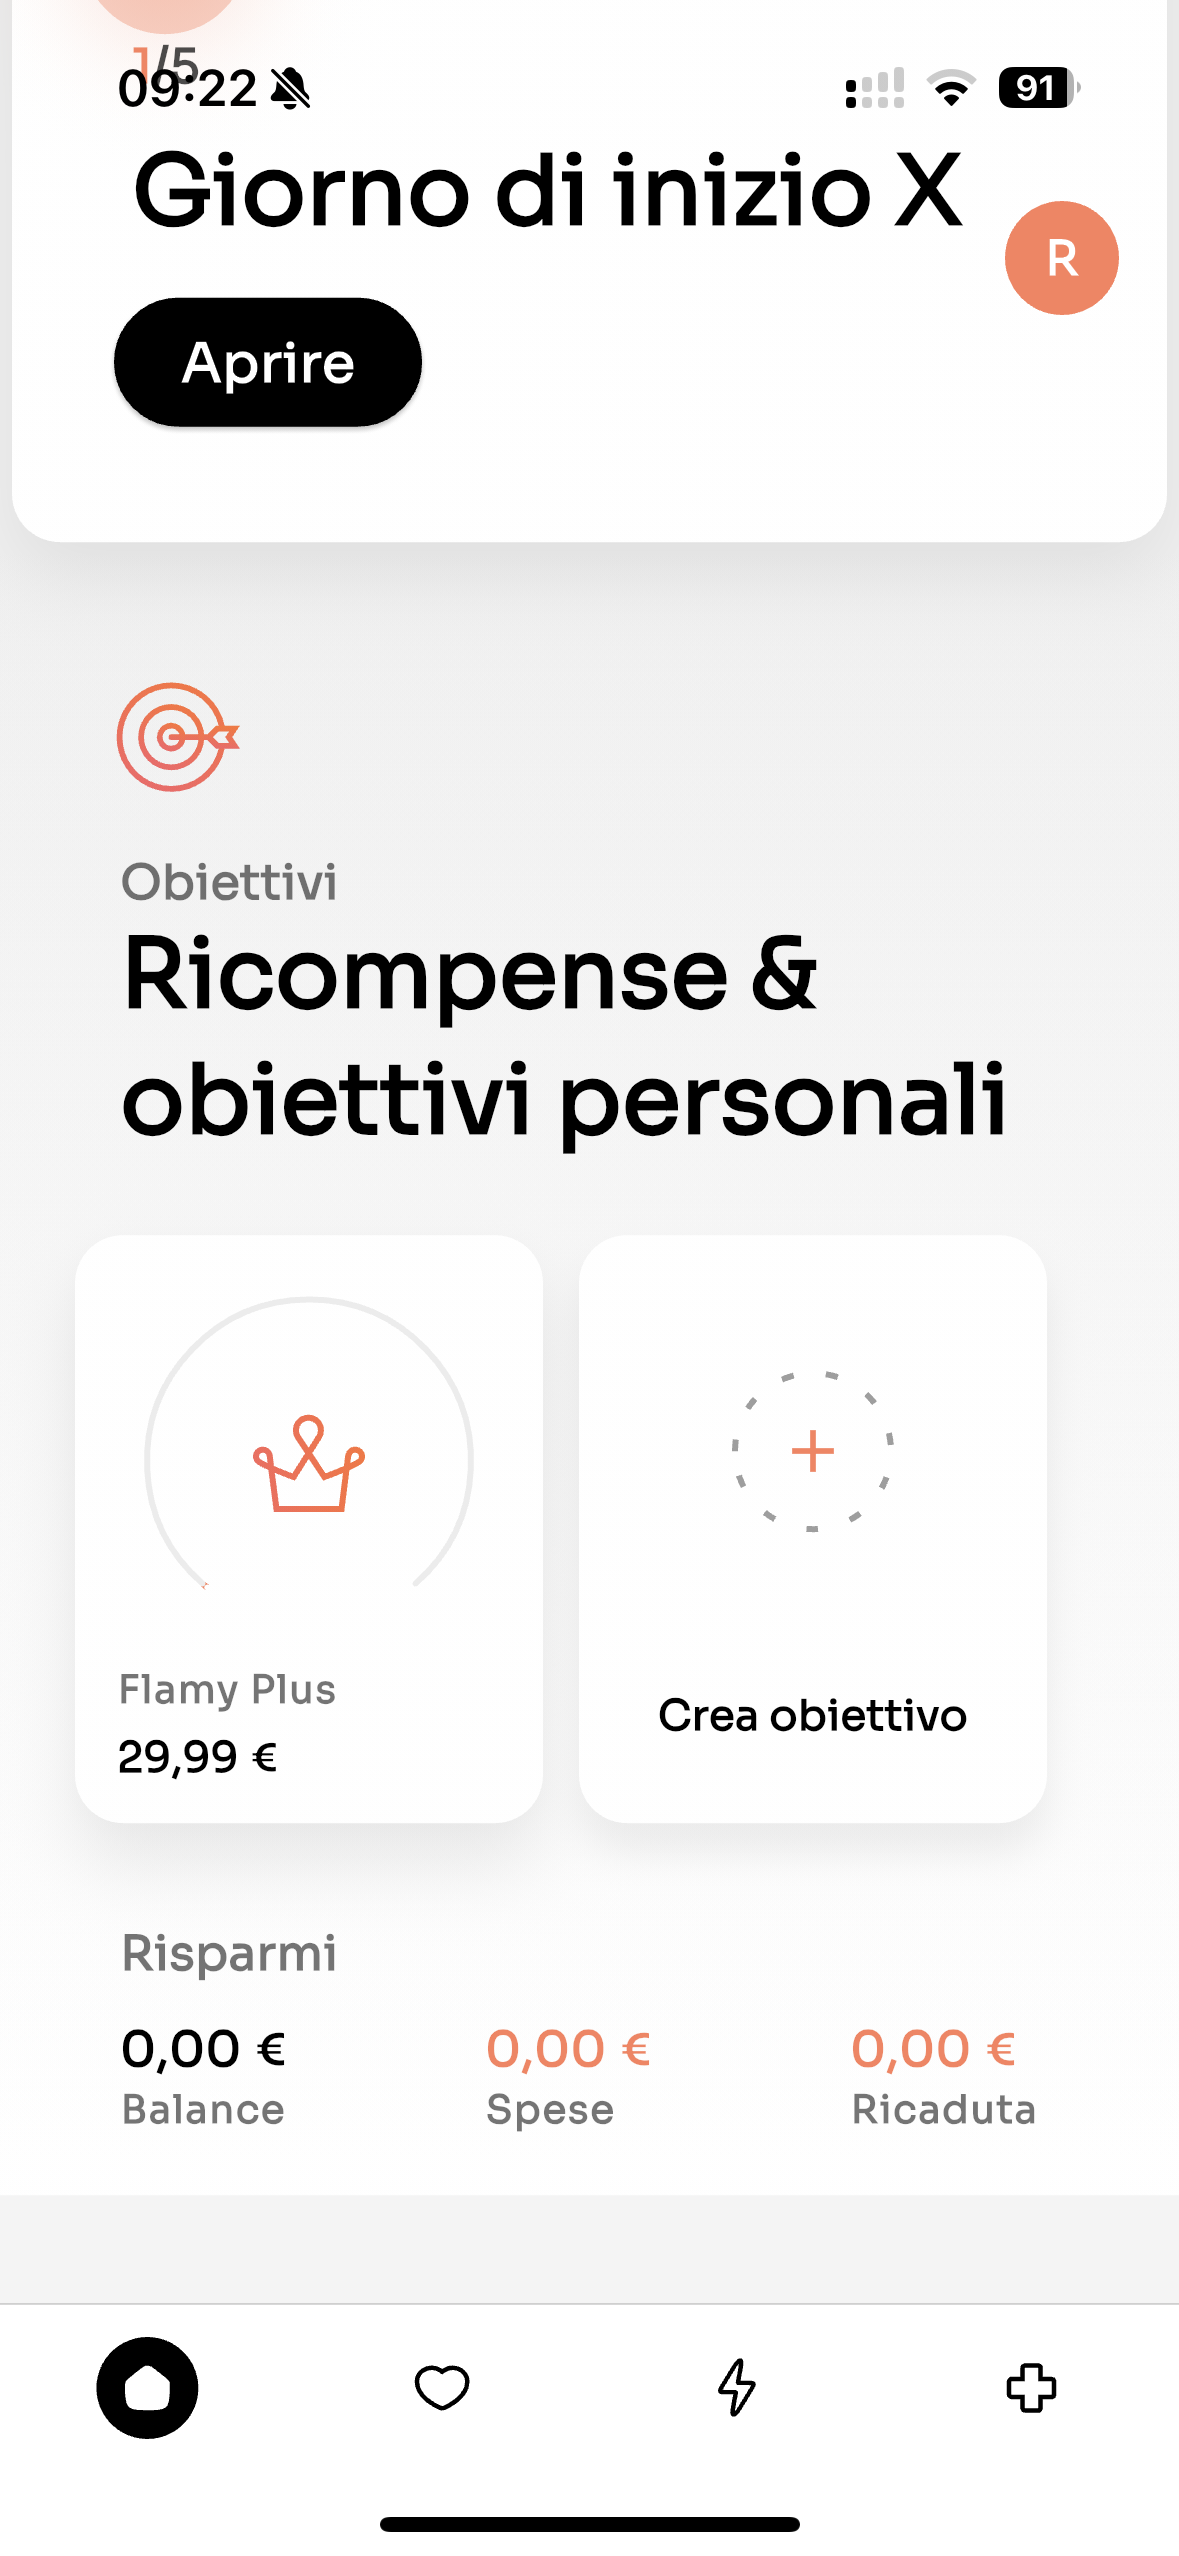 1/5
09:22
91
Giorno di inizio X
R
Aprire
Obiettivi
Ricompense &
obiettivi personali
Flamy Plus
29,99 €
Crea obiettivo
Risparmi
0,00 € 0,00 € 0,00 €
Balance Spese Ricaduta